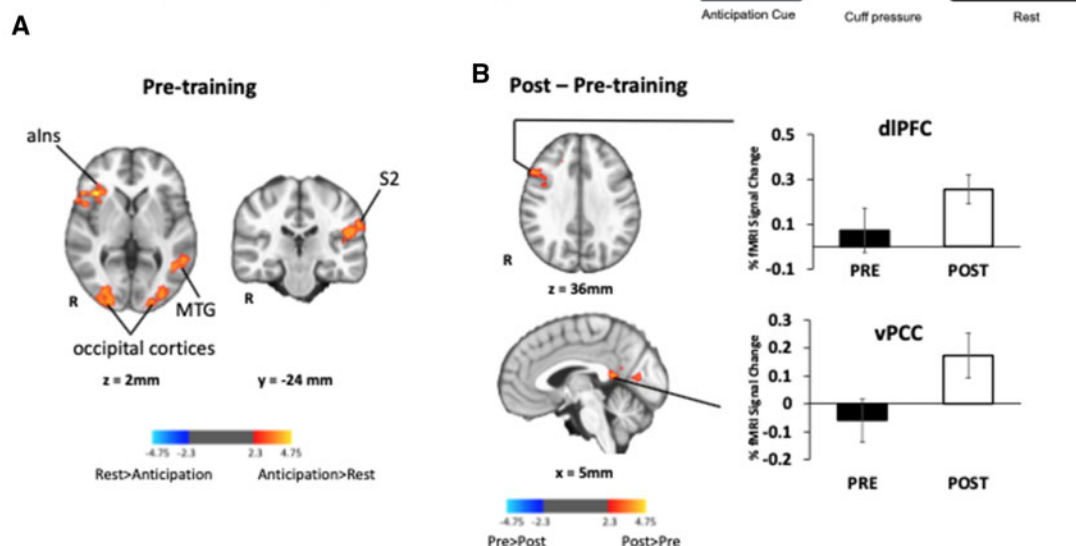 Anticipation Cue
Cuff pressure
Rest
A
Pre-training
aIns
S2
R
R
MTG
occipital cortices
z = 2mm
y = -24 mm
-4.75 -2.3 2.3 4.75
Rest>Anticipation
Anticipation>Rest
B
Post – Pre-training
R
z = 36mm
x = 5mm
-4.75 -2.3 2.3 4.75
Pre>Post
Post>Pre
dlPFC
% fMRI Signal Change
0.5
0.3
0.1
-0.1
PRE
POST
vPCC
% fMRI Signal Change
0.3
0.2
0.1
0
-0.1
-0.2
PRE
POST